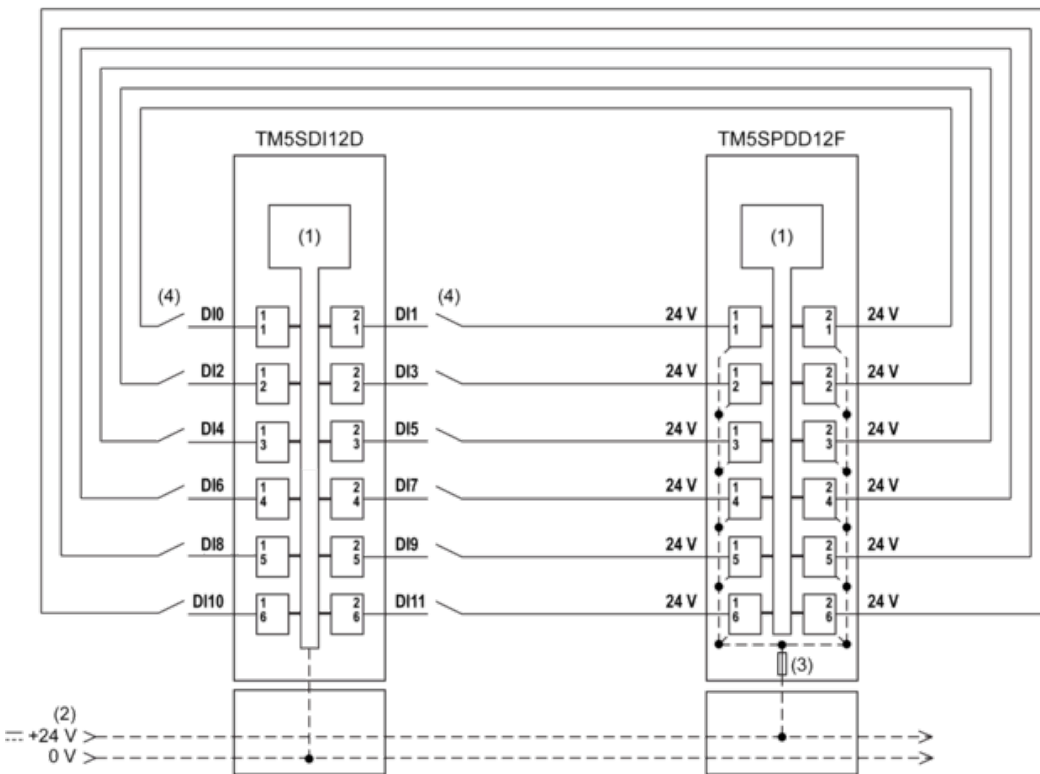 TM5SDI12D TM5SPDD12F
(1) (1)
(4) DI0 1 1 2 1 DI1 (4) 24 V 1 1 2 1 24 V
DI2 1 2 2 2 DI3 24 V 1 2 2 2 24 V
DI4 1 3 2 3 DI5 24 V 1 3 2 3 24 V
DI6 1 4 2 4 DI7 24 V 1 4 2 4 24 V
DI8 1 5 2 5 DI9 24 V 1 5 2 5 24 V
DI10 1 6 2 6 DI11 24 V 1 6 2 6 24 V
(3)
(2)
+24 V
0 V